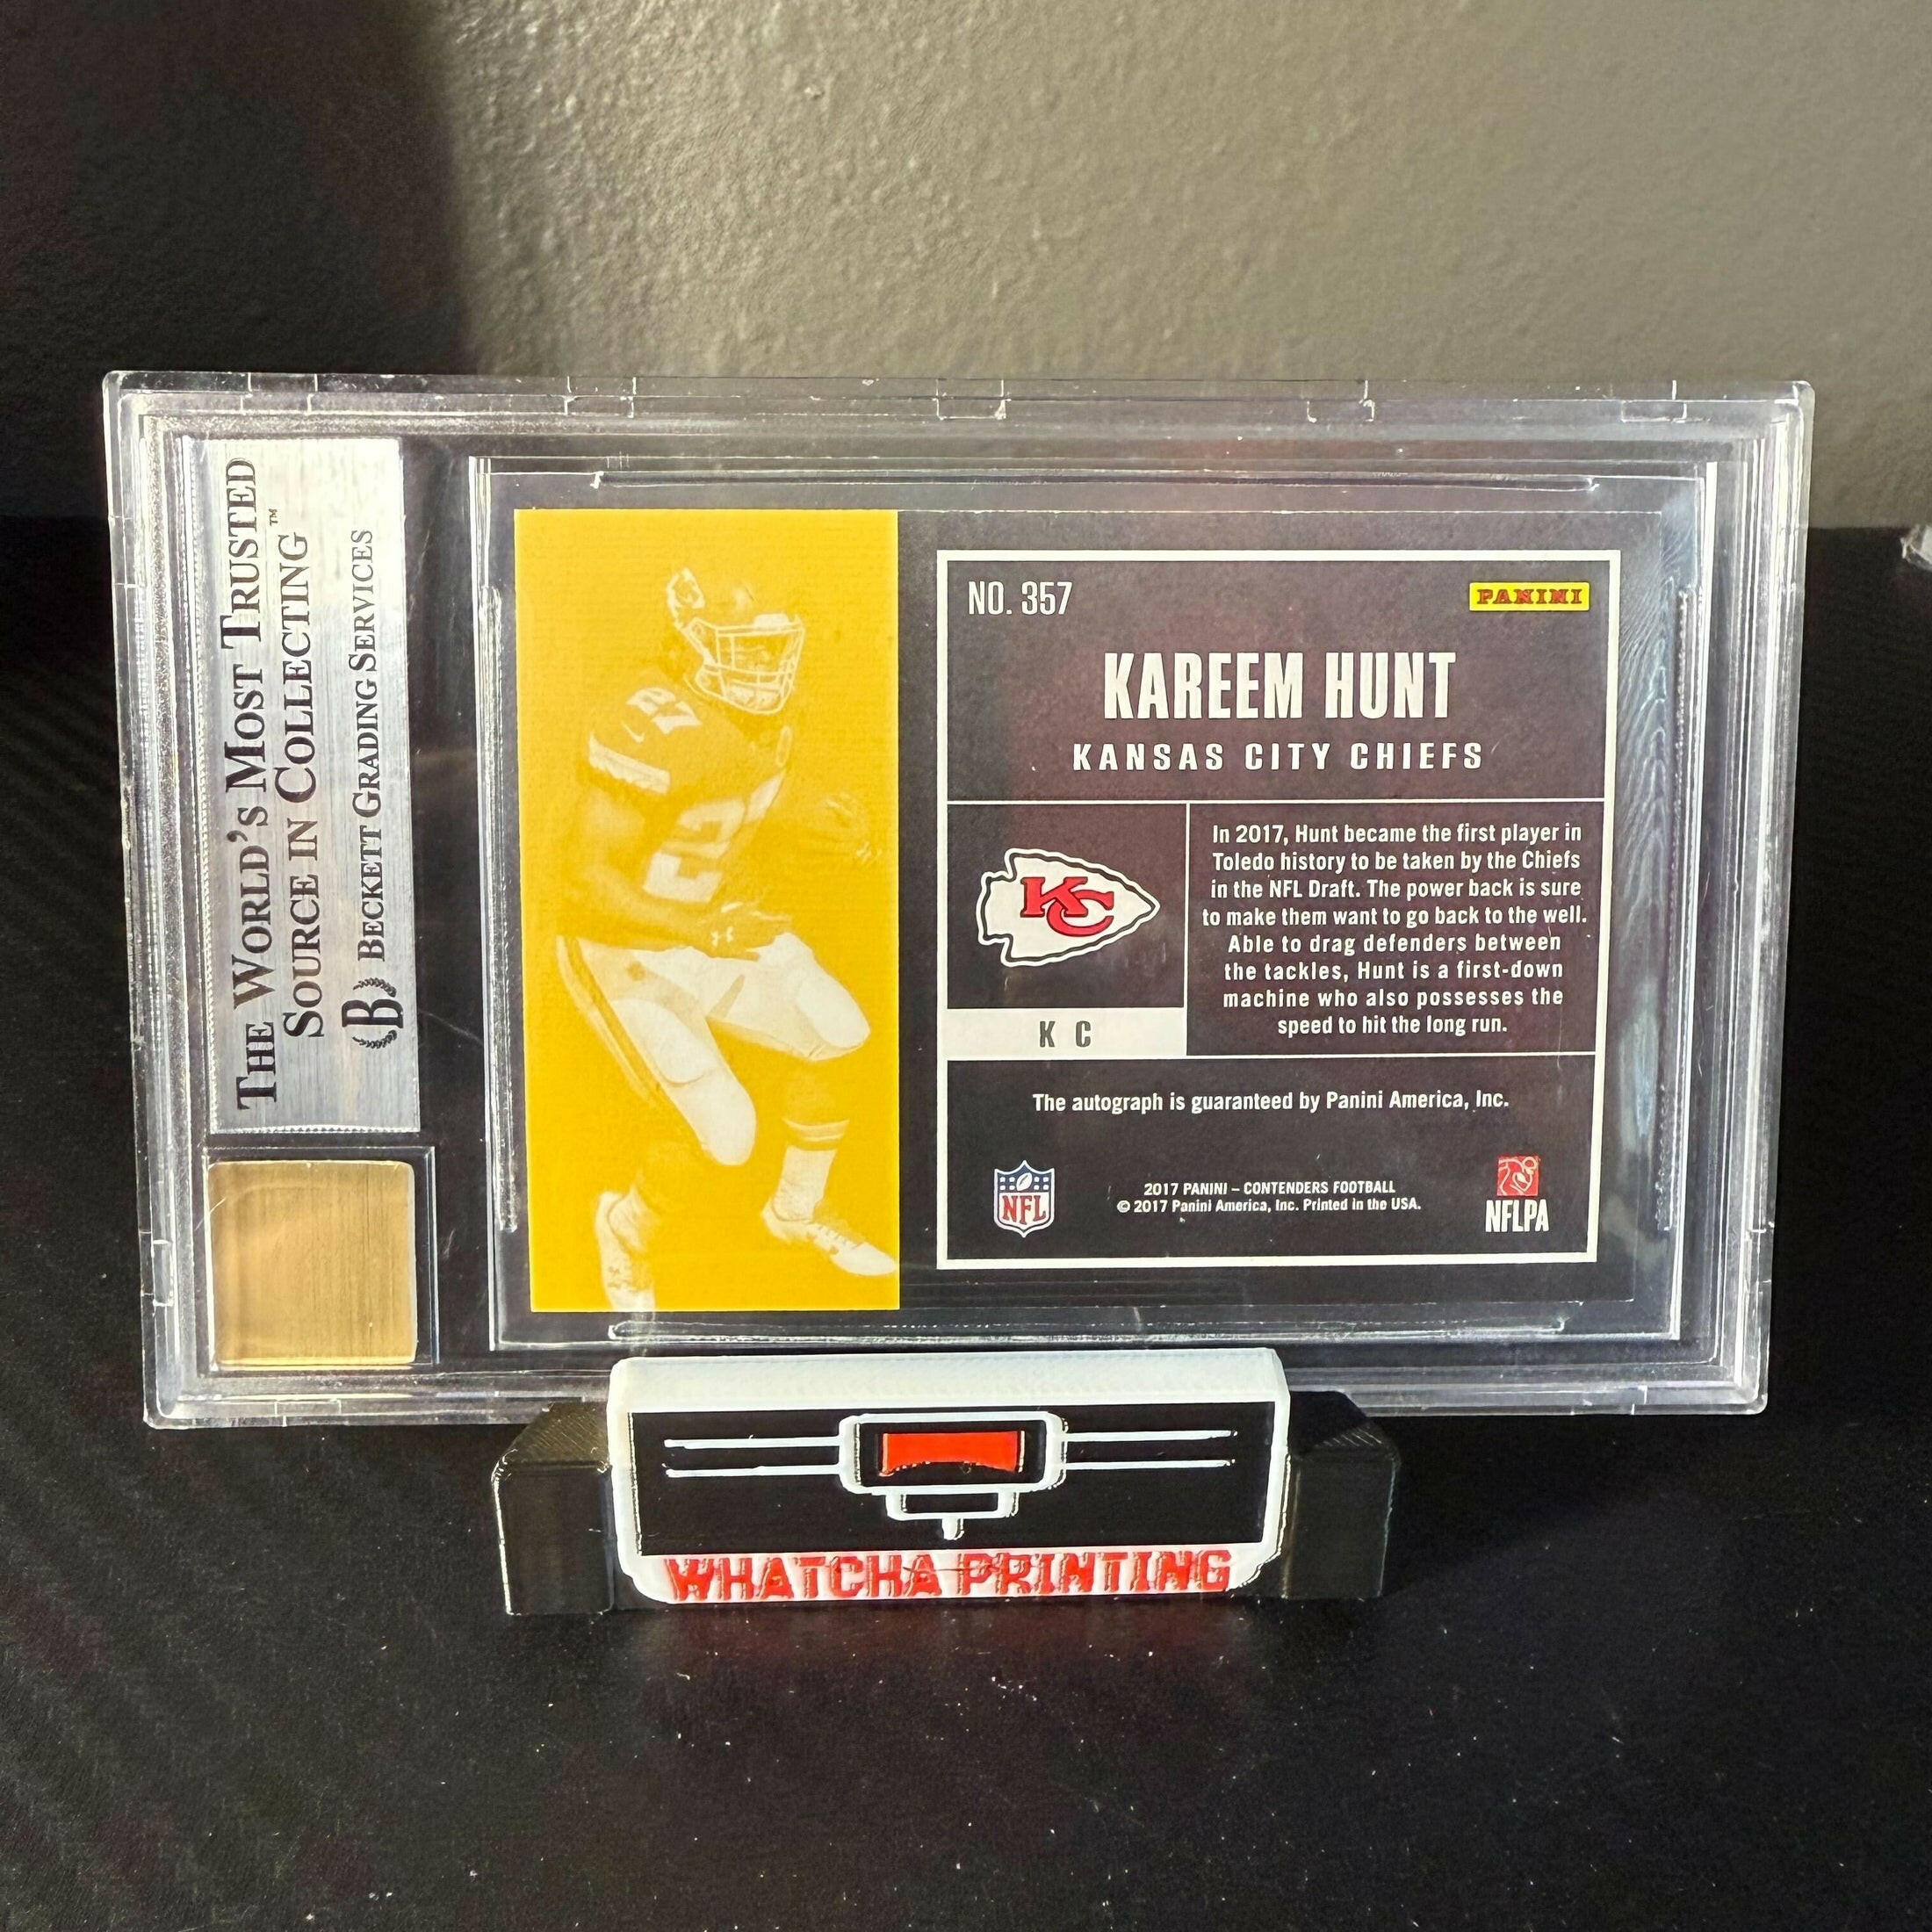 THE WORLD'S MOST TRUSTED
SOURCE IN COLLECTING™
B BECKETT GRADING SERVICES
27
27
NO. 357
PANINI
KAREEM HUNT
KANSAS CITY CHIEFS
KC
K C
In 2017, Hunt became the first player in
Toledo history to be taken by the Chiefs
in the NFL Draft. The power back is sure
to make them want to go back to the well.
Able to drag defenders between
the tackles, Hunt is a first-down
machine who also possesses the
speed to hit the long run.
The autograph is guaranteed by Panini America, Inc.
NFL
2017 PANINI – CONTENDERS FOOTBALL
© 2017 Panini America, Inc. Printed in the USA.
NFLPA
WHATCHA PRINTING